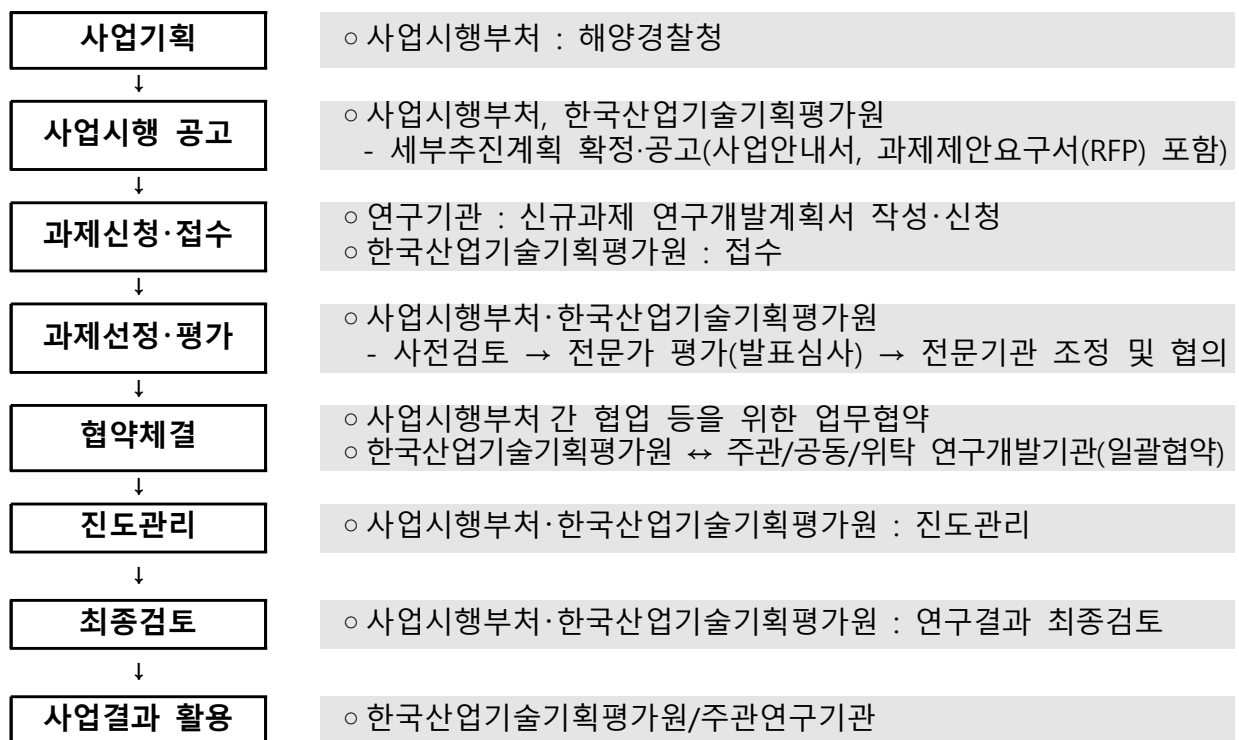 사업기획
○ 사업시행부처 : 해양경찰청
↓
사업시행 공고
○ 사업시행부처, 한국산업기술기획평가원
- 세부추진계획 확정·공고(사업안내서, 과제제안요구서(RFP) 포함)
↓
과제신청·접수
○ 연구기관 : 신규과제 연구개발계획서 작성·신청
○ 한국산업기술기획평가원 : 접수
↓
과제선정·평가
○ 사업시행부처·한국산업기술기획평가원
- 사전검토 → 전문가 평가(발표심사) → 전문기관 조정 및 협의
↓
협약체결
○ 사업시행부처 간 협업 등을 위한 업무협약
○ 한국산업기술기획평가원 ↔ 주관/공동/위탁 연구개발기관(일괄협약)
↓
진도관리
○ 사업시행부처·한국산업기술기획평가원 : 진도관리
↓
최종검토
○ 사업시행부처·한국산업기술기획평가원 : 연구결과 최종검토
↓
사업결과 활용
○ 한국산업기술기획평가원/주관연구기관